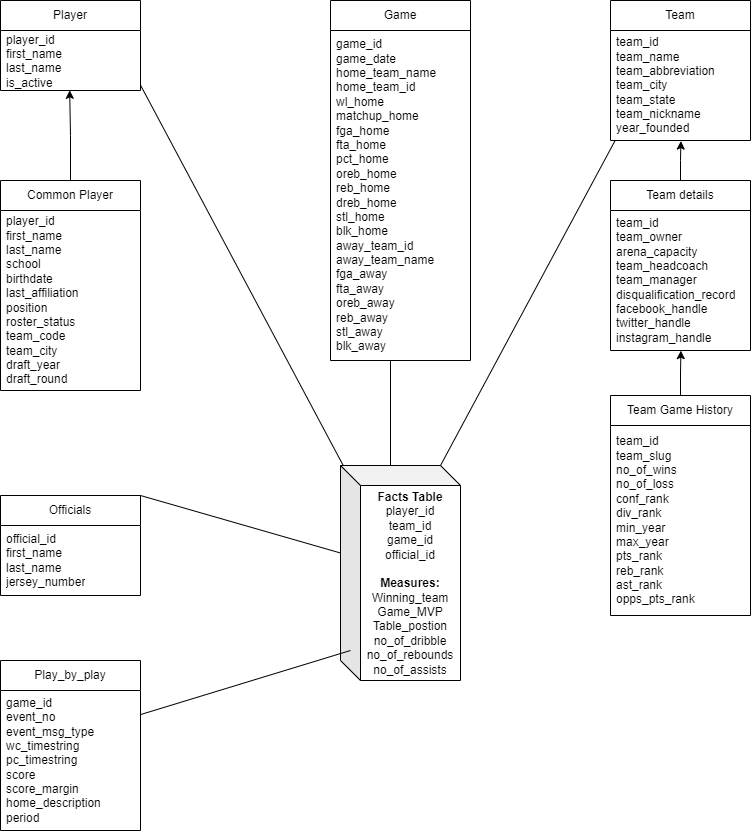 Player
player_id
first_name
last_name
is_active
Common Player
player_id
first_name
last_name
school
birthdate
last_affiliation
position
roster_status
team_code
team_city
draft_year
draft_round
Officials
official_id
first_name
last_name
jersey_number
Play_by_play
game_id
event_no
event_msg_type
wc_timestring
pc_timestring
score
score_margin
home_description
period
Game
game_id
game_date
home_team_name
home_team_id
wl_home
matchup_home
fga_home
fta_home
pct_home
oreb_home
reb_home
dreb_home
stl_home
blk_home
away_team_id
away_team_name
fga_away
fta_away
oreb_away
reb_away
stl_away
blk_away
Facts Table
player_id
team_id
game_id
official_id
Measures:
Winning_team
Game_MVP
Table_postion
no_of_dribble
no_of_rebounds
no_of_assists
Team
team_id
team_name
team_abbreviation
team_city
team_state
team_nickname
year_founded
Team details
team_id
team_owner
arena_capacity
team_headcoach
team_manager
disqualification_record
facebook_handle
twitter_handle
instagram_handle
Team Game History
team_id
team_slug
no_of_wins
no_of_loss
conf_rank
div_rank
min_year
max_year
pts_rank
reb_rank
ast_rank
opps_pts_rank